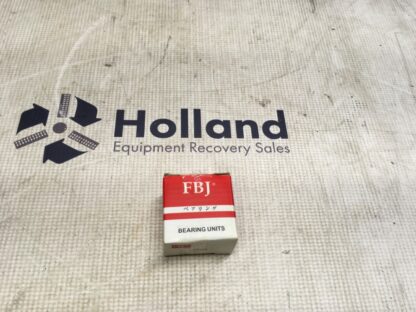 Holland
Equipment Recovery Sales
FBJ®
ベアリング
BEARING UNITS